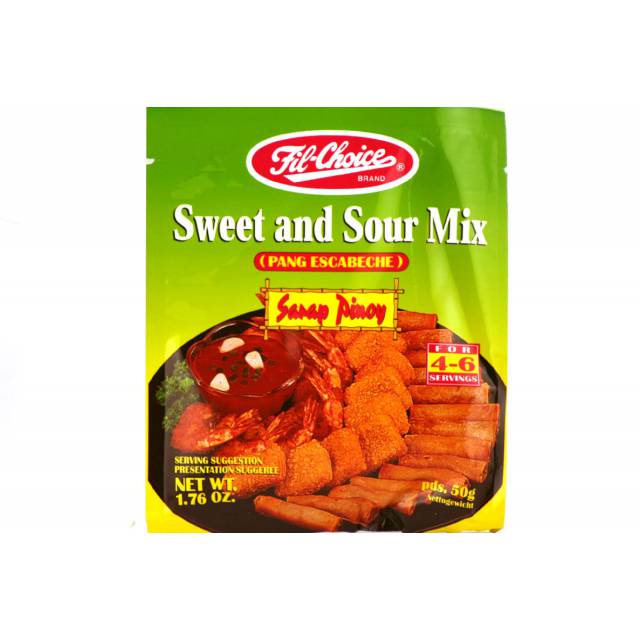 Fil-Choice®
BRAND
Sweet and Sour Mix
(PANG ESCABECHE)
Sarap Pinoy
FOR
4-6
SERVINGS
SERVING SUGGESTION
PRESENTATION SUGGEREE
NET WT.
1.76 OZ.
pds. 50g
Nettogewicht